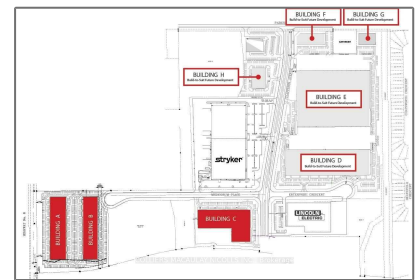 BUILDING F
Build-to-Suit Future Development
BUILDING G
Build-to-Suit Future Development
BUILDING H
Build-to-Suit Future Development
BUILDING E
Build-to-Suit Future Development
stryker
BUILDING D
Build-to-Suit Future Development
BUILDING A
BUILDING B
BUILDING C
LINCOLN
ELECTRIC